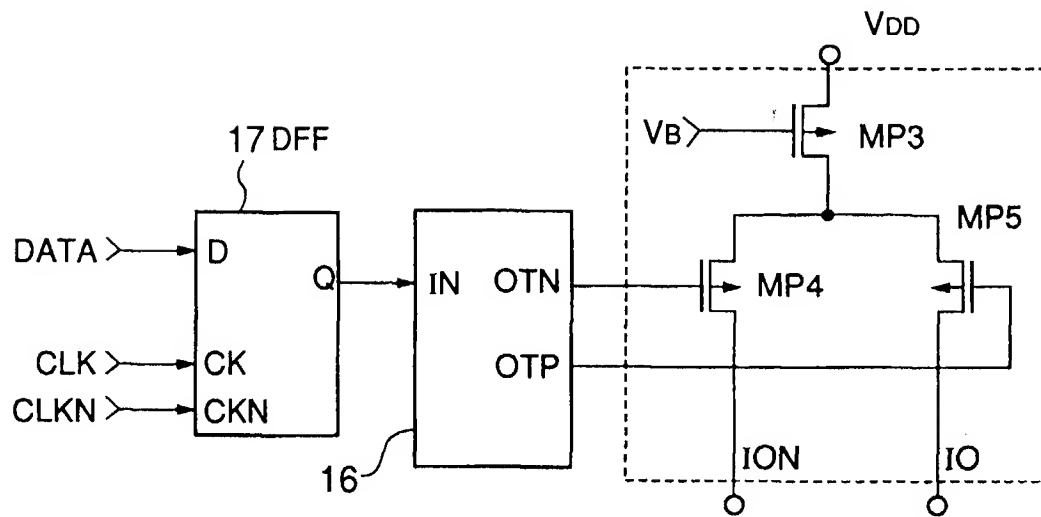 VDD
VB
MP3
17 DFF
MP5
DATA
D
Q
IN
OTN
MP4
CLK
CK
OTP
CLKN
CKN
16
ION
IO